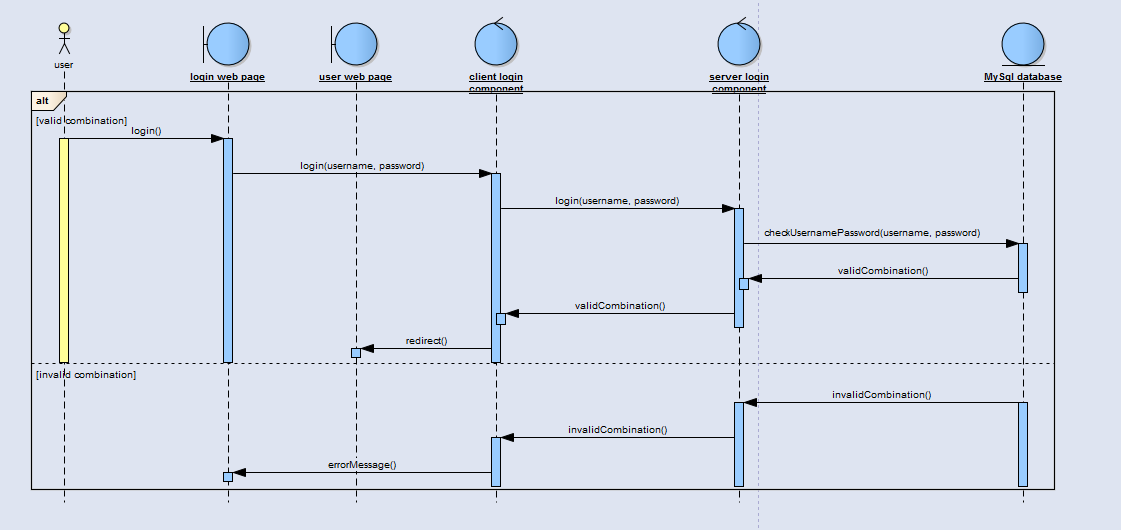 user
login web page
user web page
client login
component
server login
component
MySql database
alt
[valid combination]
login()
login(username, password)
login(username, password)
checkUsernamePassword(username, password)
validCombination()
validCombination()
redirect()
[invalid combination]
invalidCombination()
invalidCombination()
errorMessage()